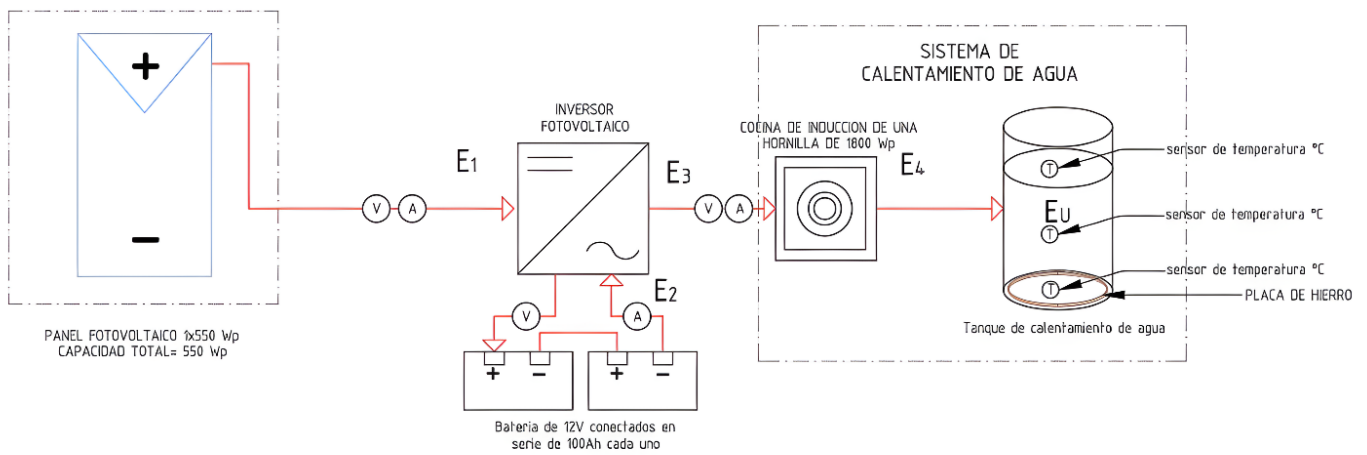 SISTEMA DE
CALENTAMIENTO DE AGUA
+
−
PANEL FOTOVOLTAICO 1x550 Wp
CAPACIDAD TOTAL= 550 Wp
E1
V
A
INVERSOR
FOTOVOLTAICO
E2
V
A
+
−
+
−
Bateria de 12V conectados en
serie de 100Ah cada uno
E3
V
A
COCINA DE INDUCCION DE UNA
HORNILLA DE 1800 Wp
E4
EU
T
T
T
sensor de temperatura °C
sensor de temperatura °C
sensor de temperatura °C
PLACA DE HIERRO
Tanque de calentamiento de agua